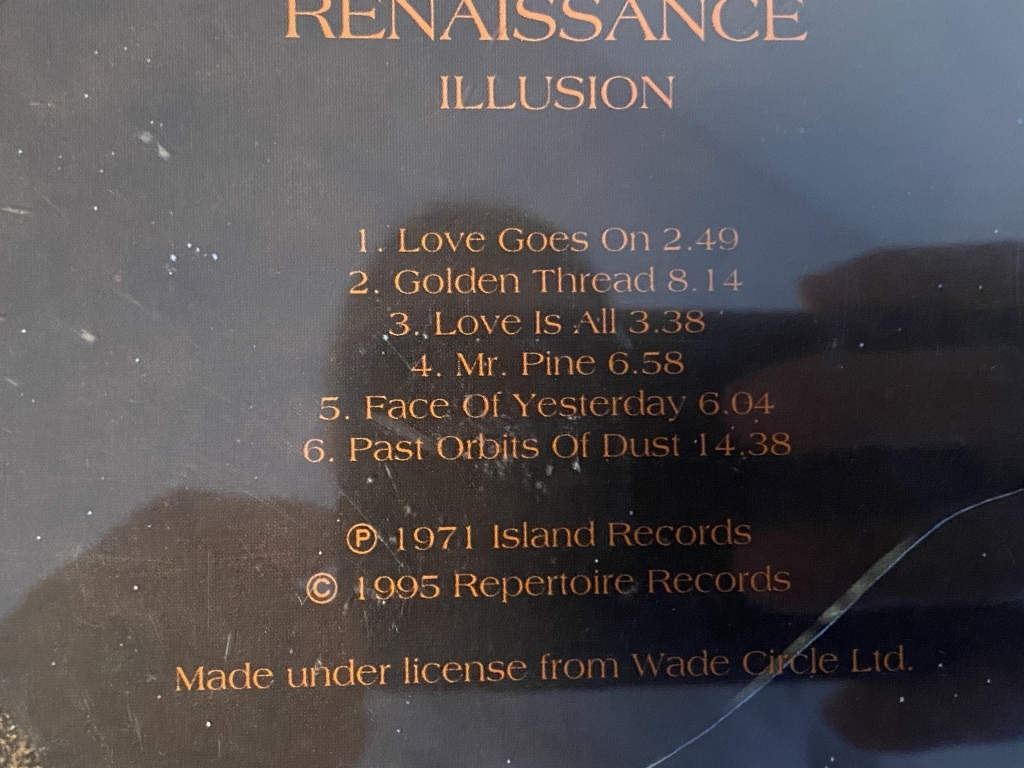 RENAISSANCE
ILLUSION
1. Love Goes On 2.49
2. Golden Thread 8.14
3. Love Is All 3.38
4. Mr. Pine 6.58
5. Face Of Yesterday 6.04
6. Past Orbits Of Dust 14.38
℗ 1971 Island Records
© 1995 Repertoire Records
Made under license from Wade Circle Ltd.